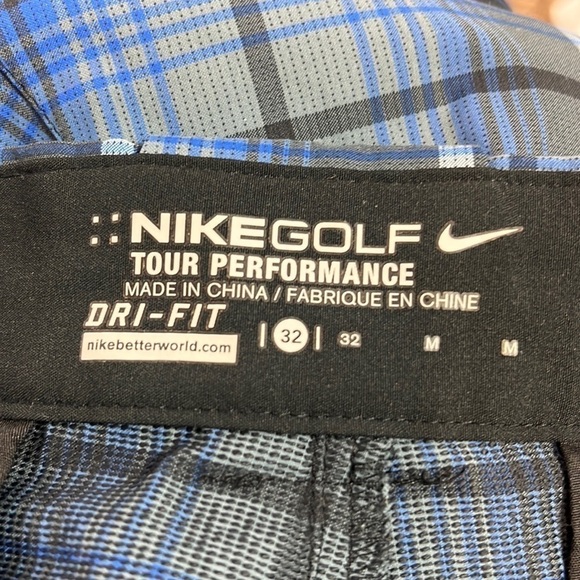 NIKEGOLF
TOUR PERFORMANCE
MADE IN CHINA / FABRIQUE EN CHINE
DRI-FIT
nikebetterworld.com
32 32 M M